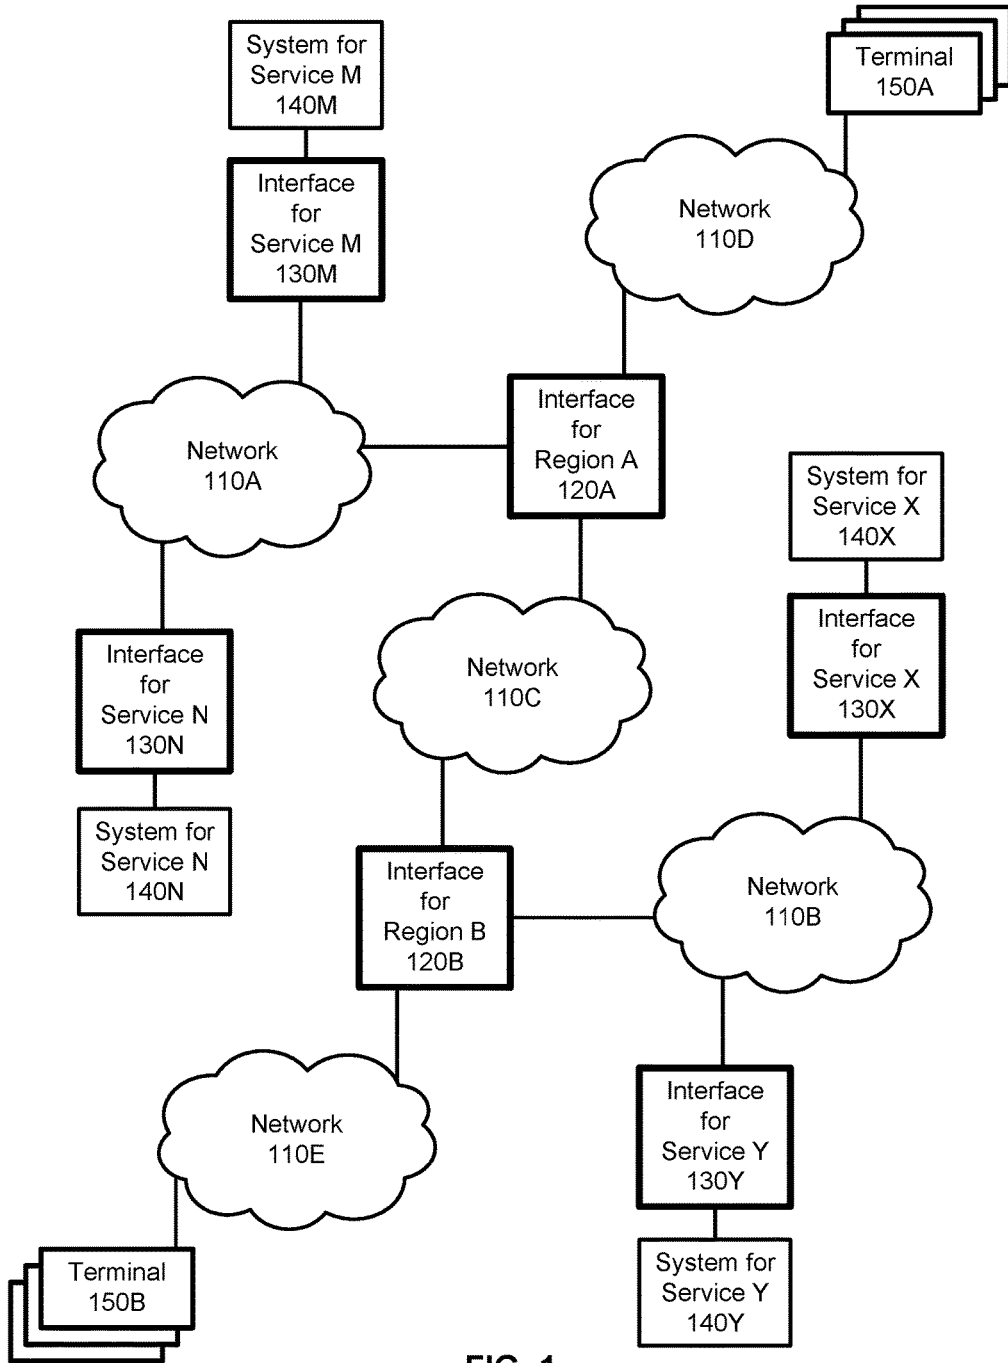 System for
Service M
140M
Terminal
150A
Interface
for
Service M
130M
Network
110D
Interface
for
Region A
120A
Network
110A
System for
Service X
140X
Interface
for
Service N
130N
Network
110C
Interface
for
Service X
130X
System for
Service N
140N
Interface
for
Region B
120B
Network
110B
Network
110E
Interface
for
Service Y
130Y
Terminal
150B
System for
Service Y
140Y
FIG. 1